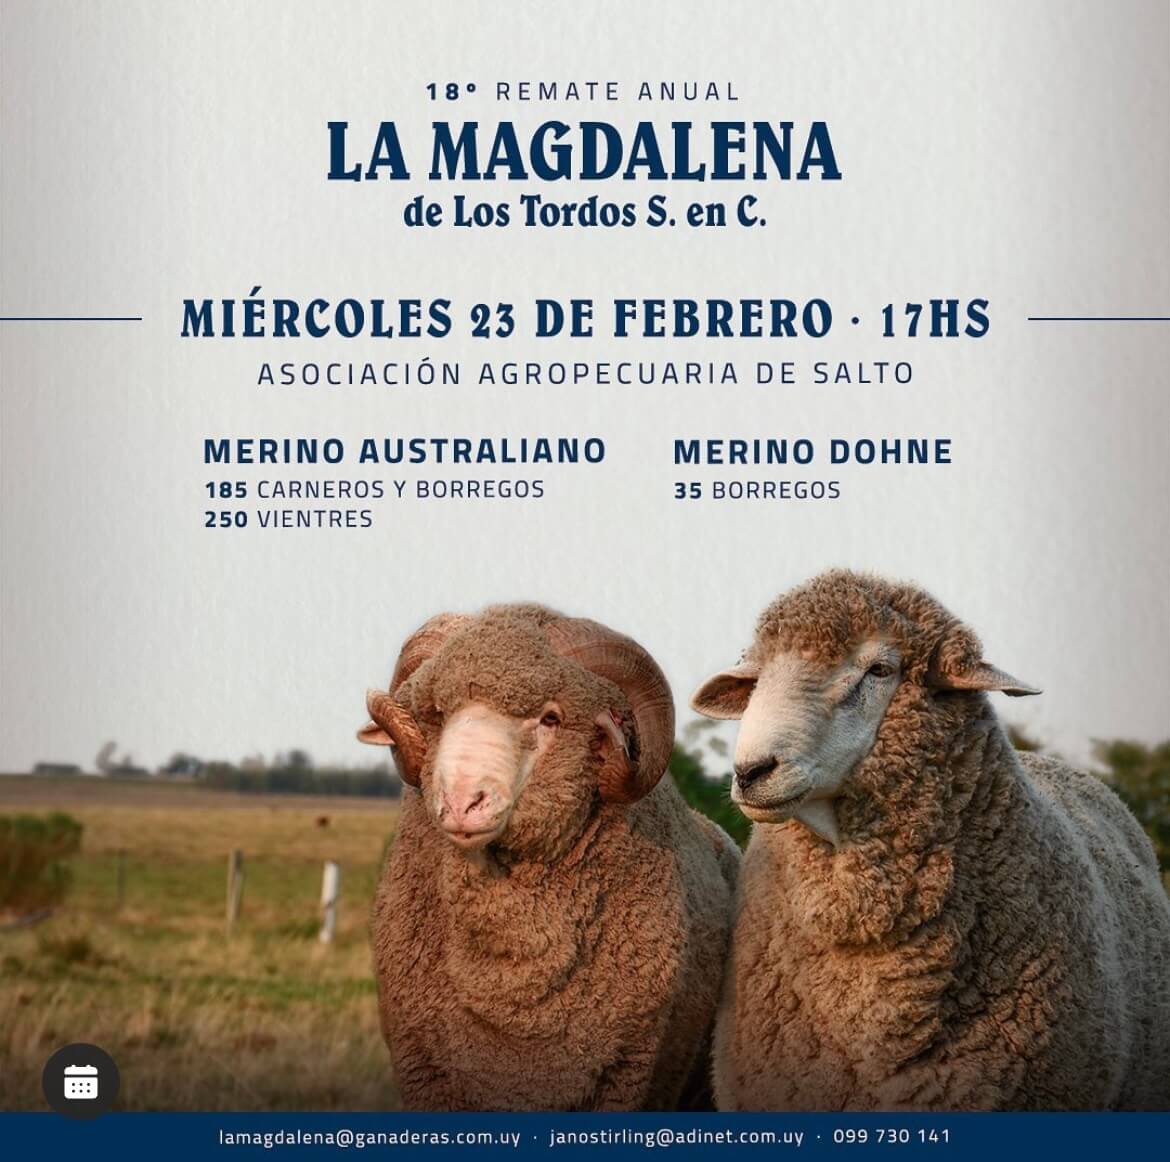 18º REMATE ANUAL
LA MAGDALENA
de Los Tordos S. en C.
MIÉRCOLES 23 DE FEBRERO · 17HS
ASOCIACIÓN AGROPECUARIA DE SALTO
MERINO AUSTRALIANO
185 CARNEROS Y BORREGOS
250 VIENTRES
MERINO DOHNE
35 BORREGOS
lamagdalena@ganaderas.com.uy · janostirling@adinet.com.uy · 099 730 141